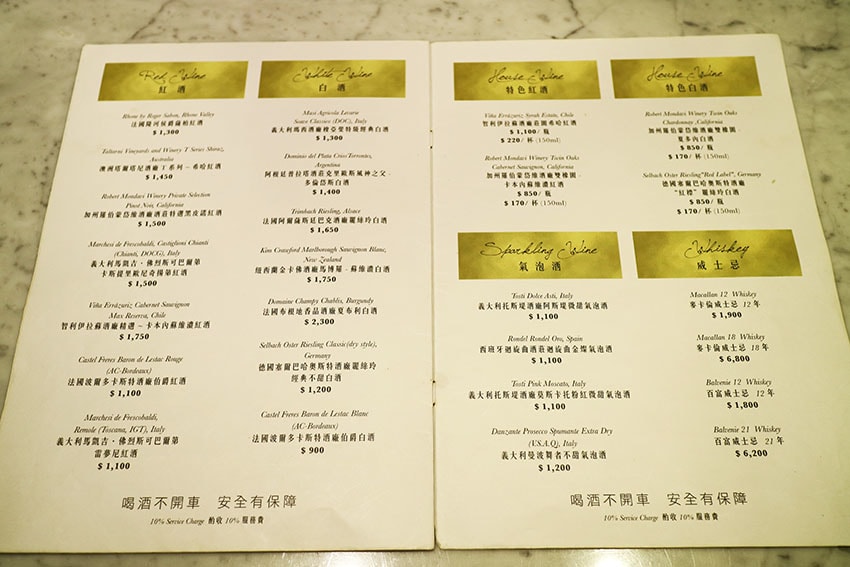 Red Wine
紅 酒
Rhone by Roger Sabon, Rhone Valley
法國隆河侯爵薩柏紅酒
$ 1,300
Taltarni Vineyards and Winery T Series Shiraz,
Australia
澳洲塔爾塔尼酒廠 T 系列－希哈紅酒
$ 1,450
Robert Mondavi Winery Private Selection
Pinot Noir, California
加州羅伯蒙岱維酒廠酒莊特選黑皮諾紅酒
$ 1,500
Marchesi de Frescobaldi, Castiglioni Chianti
(Chianti, DOCG), Italy
義大利馬凱吉．佛烈斯可巴爾第
卡斯提里歐尼奇揚第紅酒
$ 1,500
Viña Errázuriz Cabernet Sauvignon
Max Reserva, Chile
智利伊拉蘇酒廠精選－卡本內蘇維濃紅酒
$ 1,750
Castel Freres Baron de Lestac Rouge
(AC-Bordeaux)
法國波爾多卡斯特酒廠伯爵紅酒
$ 1,100
Marchesi de Frescobaldi,
Remole (Toscana, IGT), Italy
義大利馬凱吉．佛烈斯可巴爾第
雷夢尼紅酒
$ 1,100
White Wine
白 酒
Masi Agricola Levarie
Soave Classico (DOC), Italy
義大利馬西酒廠樓亞雙特級經典白酒
$ 1,300
Dominio del Plata Crios Torrontes,
Argentina
阿根廷普拉塔酒莊克里歐斯風神之父－
多倫岱斯白酒
$ 1,400
Trimbach Riesling, Alsace
法國阿爾薩斯廷巴克酒廠麗絲玲白酒
$ 1,650
Kim Crawford Marlborough Sauvignon Blanc,
New Zealand
紐西蘭金卡佛酒廠馬博羅．蘇維濃白酒
$ 1,750
Domaine Champy Chablis, Burgundy
法國布根地香品酒廠夏布利白酒
$ 2,300
Selbach Oster Riesling Classic(dry style),
Germany
德國塞爾巴哈奧斯特酒廠麗絲玲
經典不甜白酒
$ 1,200
Castel Freres Baron de Lestac Blanc
(AC-Bordeaux)
法國波爾多卡斯特酒廠伯爵白酒
$ 900
喝酒不開車　安全有保障
10% Service Charge 酌收 10% 服務費
House Wine
特色紅酒
Viña Errazuriz, Syrah Estate, Chile
智利伊拉蘇酒廠莊園希哈紅酒
$ 1,100/ 瓶
$ 220/ 杯 (150ml)
Robert Mondavi Winery Twin Oaks
Cabernet Sauvignon, California
加州羅伯蒙岱維酒廠雙橡園－
卡本內蘇維濃紅酒
$ 850/ 瓶
$ 170/ 杯 (150ml)
House Wine
特色白酒
Robert Mondavi Winery Twin Oaks
Chardonnay ,California
加州羅伯蒙岱維酒廠雙橡園－
夏多內白酒
$ 850/ 瓶
$ 170/ 杯 (150ml)
Selbach Oster Riesling"Red Label", Germany
德國塞爾巴哈奧斯特酒廠
"紅標" 麗絲玲白酒
$ 850/ 瓶
$ 170/ 杯 (150ml)
Sparkling Wine
氣泡酒
Tosti Dolce Asti, Italy
義大利托斯堤酒廠阿斯堤微甜氣泡酒
$ 1,100
Rondel Rondel Oro, Spain
西班牙迴旋曲酒莊迴旋曲金燦氣泡酒
$ 1,100
Tosti Pink Moscato, Italy
義大利托斯堤酒廠莫斯卡托粉紅微甜氣泡酒
$ 1,100
Danzante Prosecco Spumante Extra Dry
(V.S.A.Q), Italy
義大利曼波舞者不甜氣泡酒
$ 1,200
Whiskey
威士忌
Macallan 12 Whiskey
麥卡倫威士忌 12 年
$ 1,900
Macallan 18 Whiskey
麥卡倫威士忌 18 年
$ 6,800
Balvenie 12 Whiskey
百富威士忌 12 年
$ 1,800
Balvenie 21 Whiskey
百富威士忌 21 年
$ 6,200
喝酒不開車　安全有保障
10% Service Charge 酌收 10% 服務費